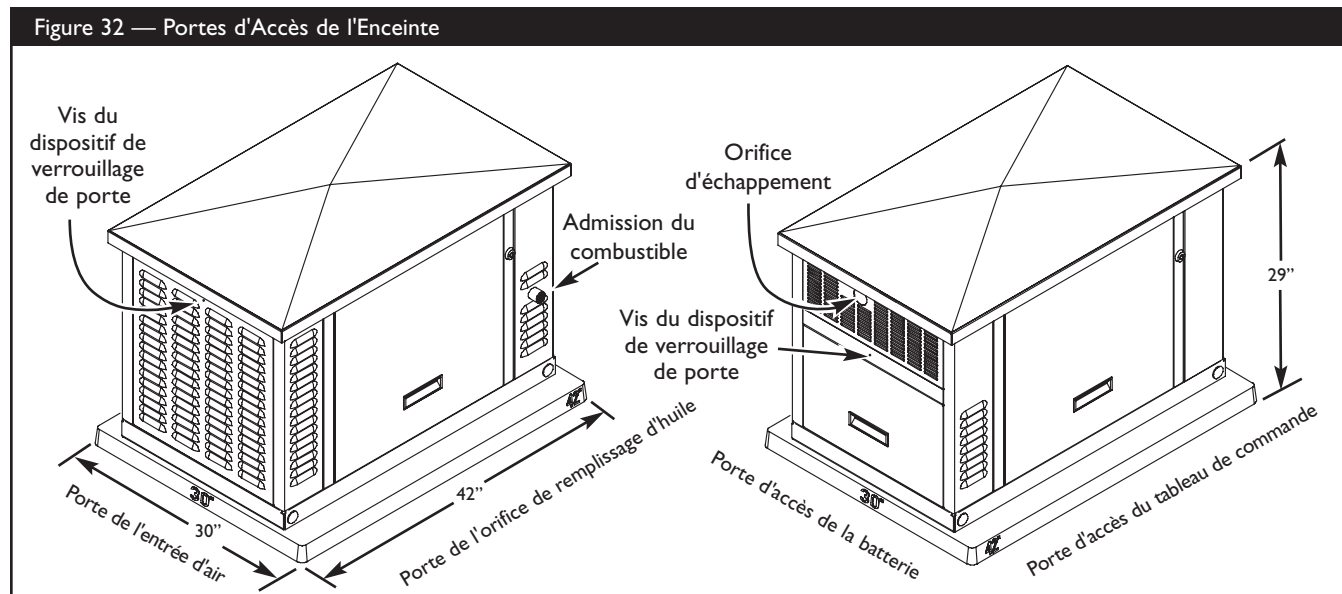 Figure 32 — Portes d'Accès de l'Enceinte
Vis du
dispositif de
verrouillage
de porte
Admission du
combustible
42"
30"
30"
42”
Porte de l'entrée d'air
Porte de l'orifice de remplissage d'huile
30”
Orifice
d'échappement
Vis du dispositif
de verrouillage
de porte
29”
Porte d'accès de la batterie
30"
42"
Porte d'accès du tableau de commande